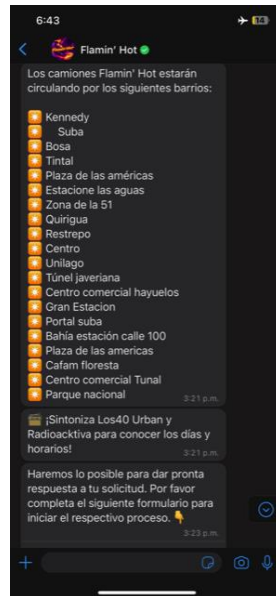 6:43
14
Flamin' Hot
Los camiones Flamin' Hot estarán
circulando por los siguientes barrios:
Kennedy
Suba
Bosa
Tintal
Plaza de las américas
Estacione las aguas
Zona de la 51
Quirigua
Restrepo
Centro
Unilago
Túnel javeriana
Centro comercial hayuelos
Gran Estacion
Portal suba
Bahía estación calle 100
Plaza de las americas
Cafam floresta
Centro comercial Tunal
Parque nacional
3:21 p.m.
¡Sintoniza Los40 Urban y
Radioacktiva para conocer los días y
horarios!
3:21 p.m.
Haremos lo posible para dar pronta
respuesta a tu solicitud. Por favor
completa el siguiente formulario para
iniciar el respectivo proceso.
3:23 p.m.